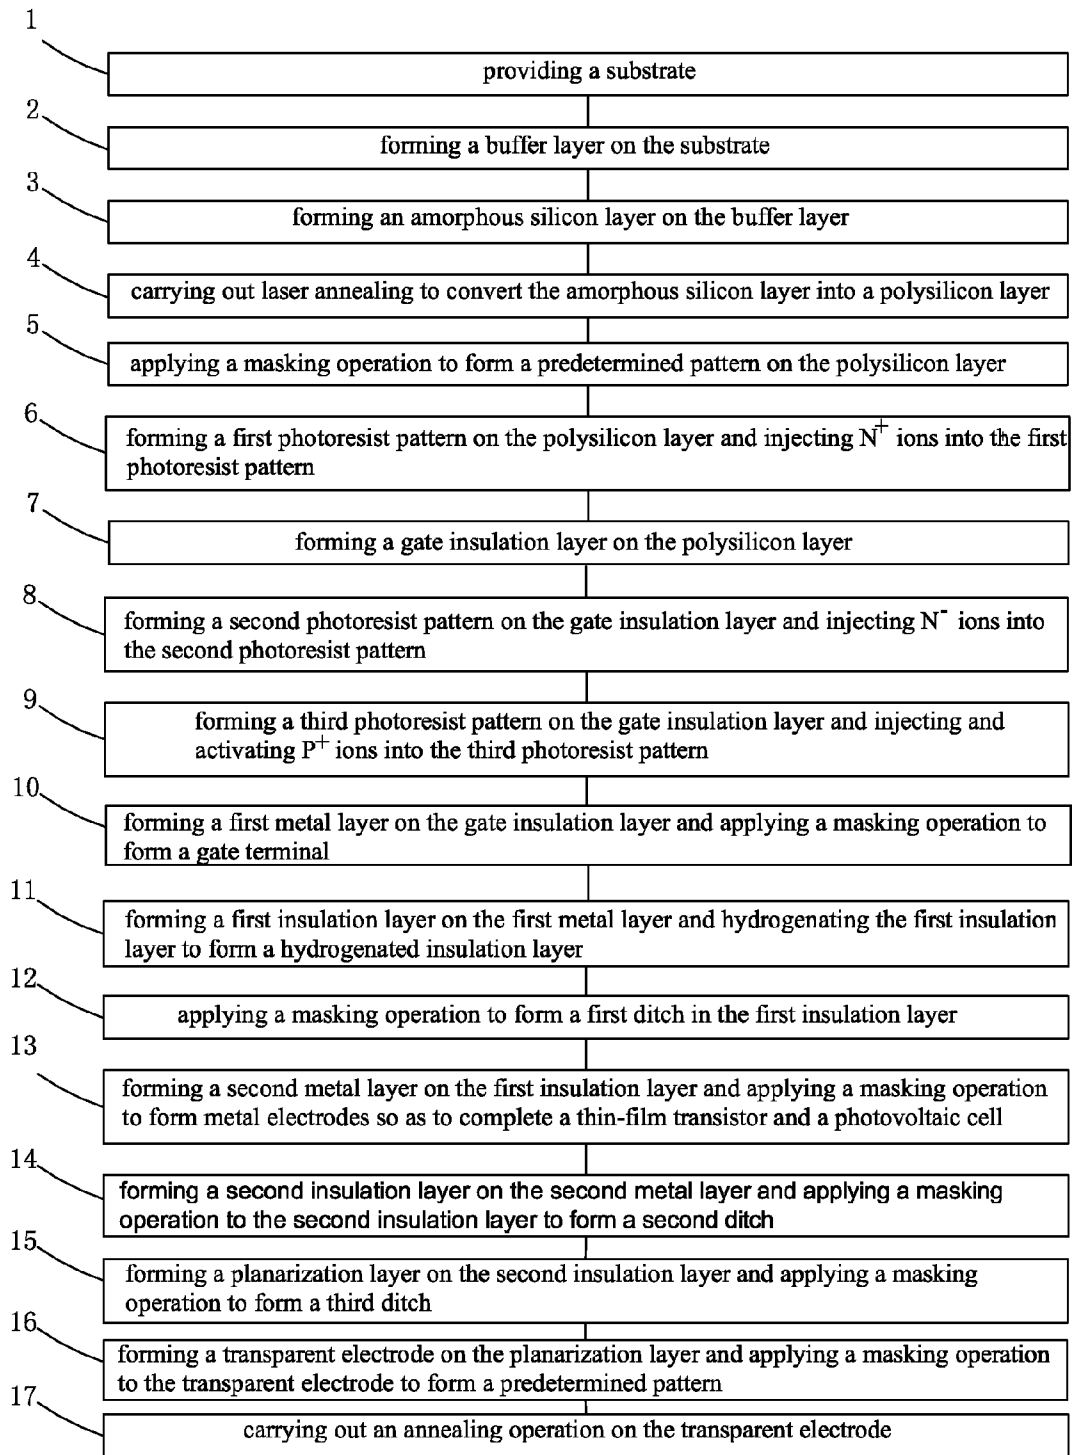 1
providing a substrate
2
forming a buffer layer on the substrate
3
forming an amorphous silicon layer on the buffer layer
4
carrying out laser annealing to convert the amorphous silicon layer into a polysilicon layer
5
applying a masking operation to form a predetermined pattern on the polysilicon layer
6
forming a first photoresist pattern on the polysilicon layer and injecting N⁺ ions into the first
photoresist pattern
7
forming a gate insulation layer on the polysilicon layer
8
forming a second photoresist pattern on the gate insulation layer and injecting N⁻ ions into
the second photoresist pattern
9
forming a third photoresist pattern on the gate insulation layer and injecting and
activating P⁺ ions into the third photoresist pattern
10
forming a first metal layer on the gate insulation layer and applying a masking operation to
form a gate terminal
11
forming a first insulation layer on the first metal layer and hydrogenating the first insulation
layer to form a hydrogenated insulation layer
12
applying a masking operation to form a first ditch in the first insulation layer
13
forming a second metal layer on the first insulation layer and applying a masking operation
to form metal electrodes so as to complete a thin-film transistor and a photovoltaic cell
14
forming a second insulation layer on the second metal layer and applying a masking
operation to the second insulation layer to form a second ditch
15
forming a planarization layer on the second insulation layer and applying a masking
operation to form a third ditch
16
forming a transparent electrode on the planarization layer and applying a masking operation
to the transparent electrode to form a predetermined pattern
17
carrying out an annealing operation on the transparent electrode